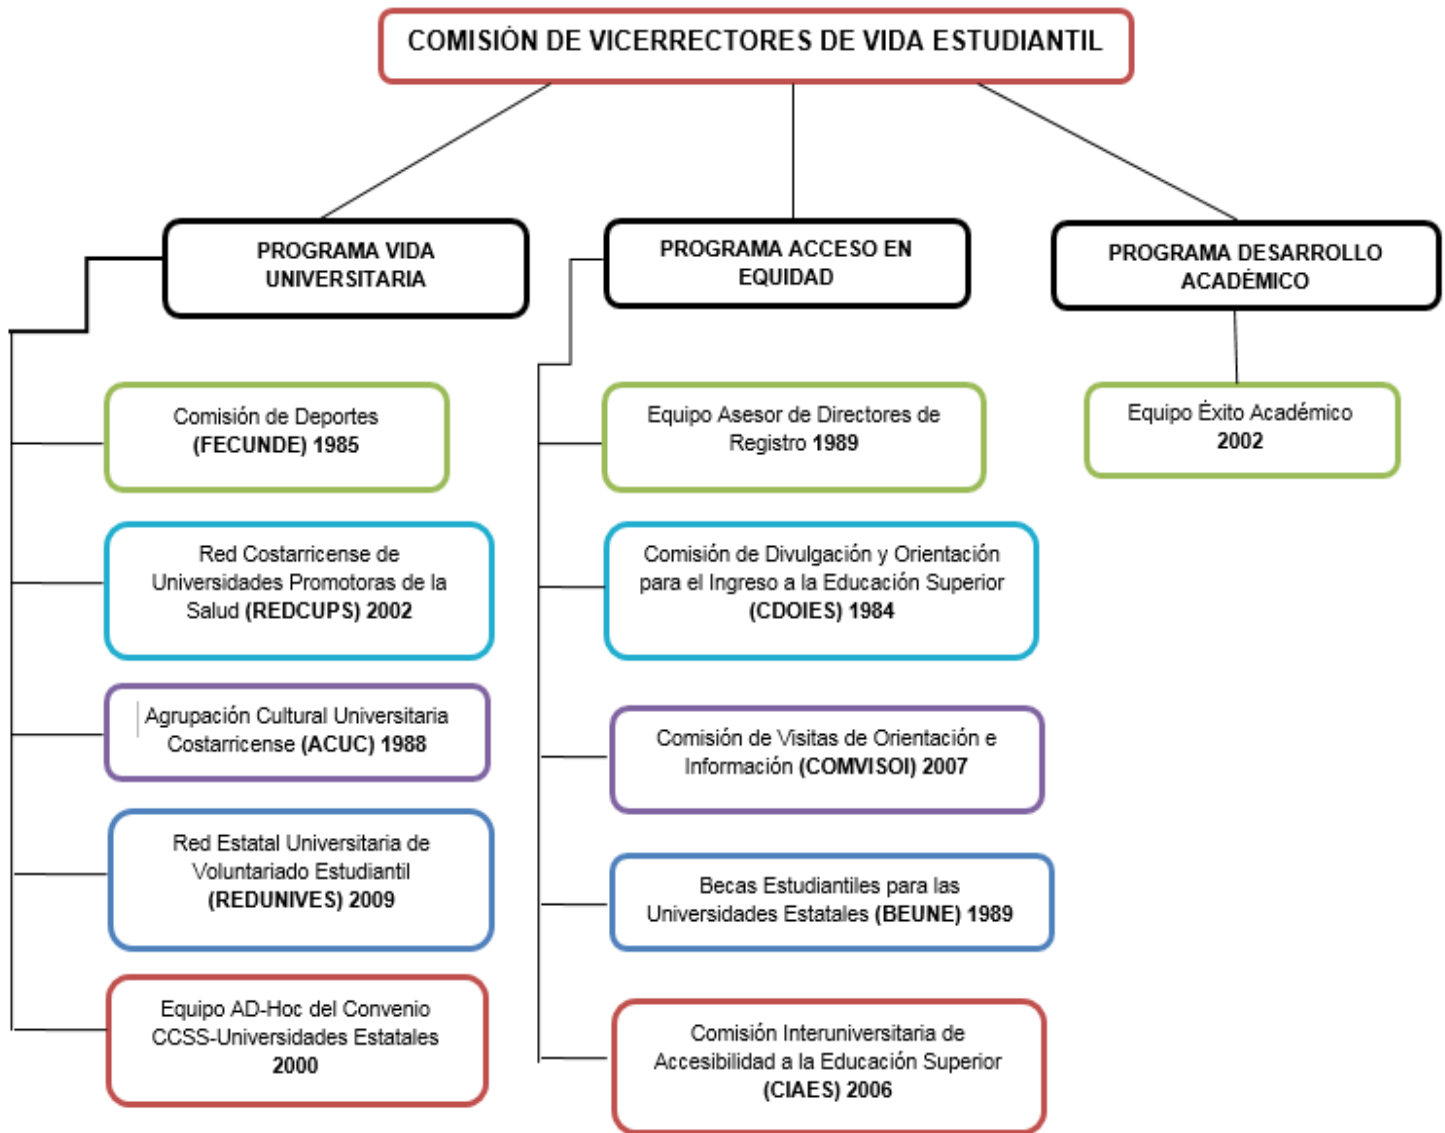 COMISIÓN DE VICERRECTORES DE VIDA ESTUDIANTIL
PROGRAMA VIDA
UNIVERSITARIA
Comisión de Deportes
(FECUNDE) 1985
Red Costarricense de
Universidades Promotoras de la
Salud (REDCUPS) 2002
Agrupación Cultural Universitaria
Costarricense (ACUC) 1988
Red Estatal Universitaria de
Voluntariado Estudiantil
(REDUNIVES) 2009
Equipo AD-Hoc del Convenio
CCSS-Universidades Estatales
2000
PROGRAMA ACCESO EN
EQUIDAD
Equipo Asesor de Directores de
Registro 1989
Comisión de Divulgación y Orientación
para el Ingreso a la Educación Superior
(CDOIES) 1984
Comisión de Visitas de Orientación e
Información (COMVISOI) 2007
Becas Estudiantiles para las
Universidades Estatales (BEUNE) 1989
Comisión Interuniversitaria de
Accesibilidad a la Educación Superior
(CIAES) 2006
PROGRAMA DESARROLLO
ACADÉMICO
Equipo Éxito Académico
2002